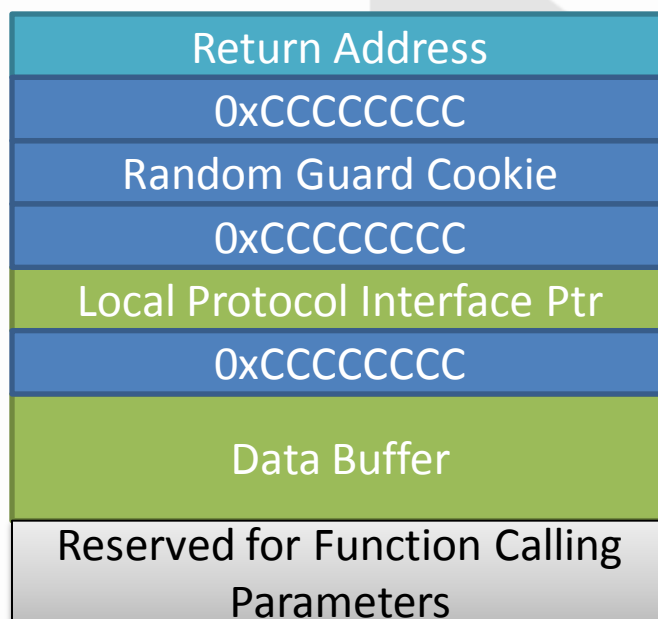 Return Address
0xCCCCCCCC
Random Guard Cookie
0xCCCCCCCC
Local Protocol Interface Ptr
0xCCCCCCCC
Data Buffer
Reserved for Function Calling
Parameters